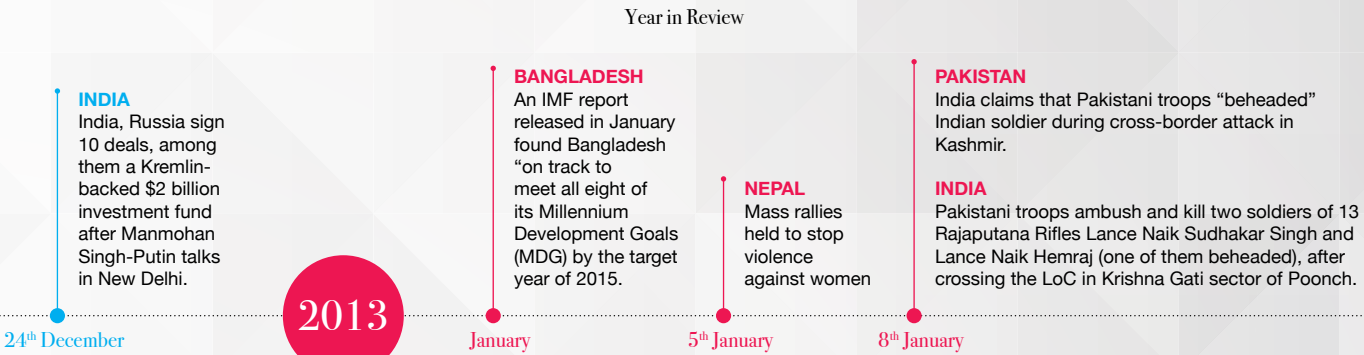 Year in Review
INDIA
India, Russia sign
10 deals, among
them a Kremlin-
backed $2 billion
investment fund
after Manmohan
Singh-Putin talks
in New Delhi.
24th December
2013
BANGLADESH
An IMF report
released in January
found Bangladesh
“on track to
meet all eight of
its Millennium
Development Goals
(MDG) by the target
year of 2015.
January
NEPAL
Mass rallies
held to stop
violence
against women
5th January
PAKISTAN
India claims that Pakistani troops “beheaded”
Indian soldier during cross-border attack in
Kashmir.
INDIA
Pakistani troops ambush and kill two soldiers of 13
Rajaputana Rifles Lance Naik Sudhakar Singh and
Lance Naik Hemraj (one of them beheaded), after
crossing the LoC in Krishna Gati sector of Poonch.
8th January